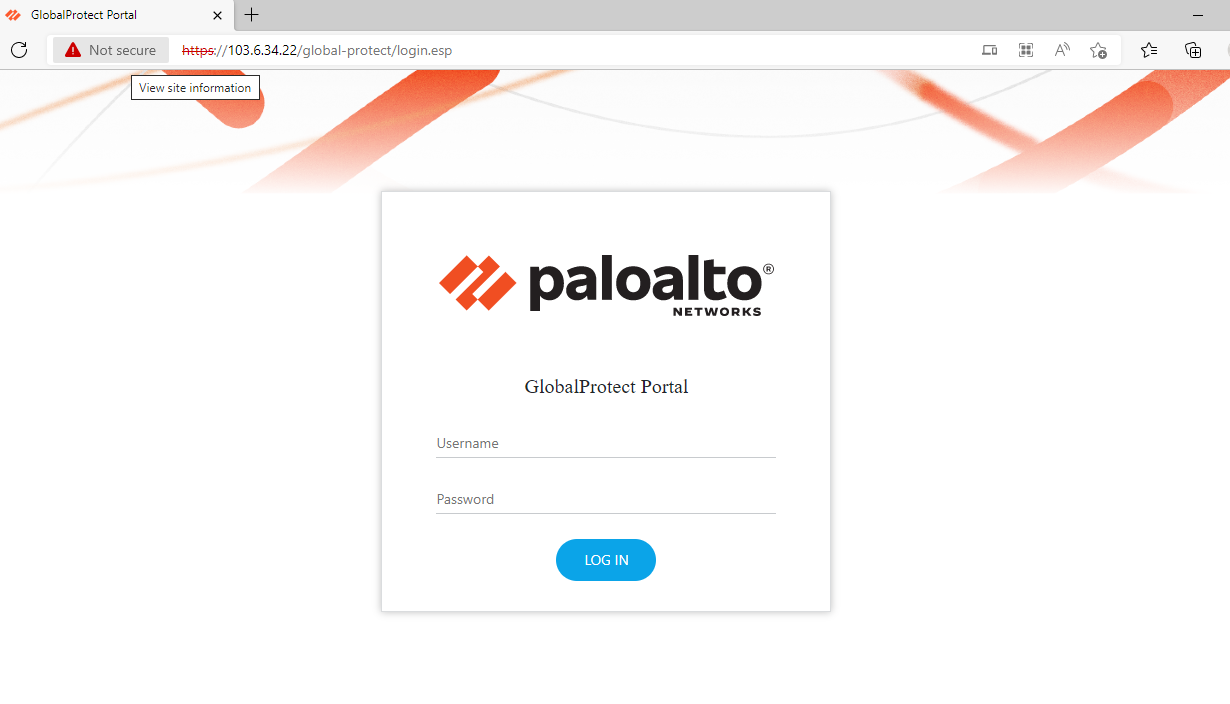 GlobalProtect Portal
Not secure https://103.6.34.22/global-protect/login.esp
View site information
paloalto®
NETWORKS
GlobalProtect Portal
Username
Password
LOG IN